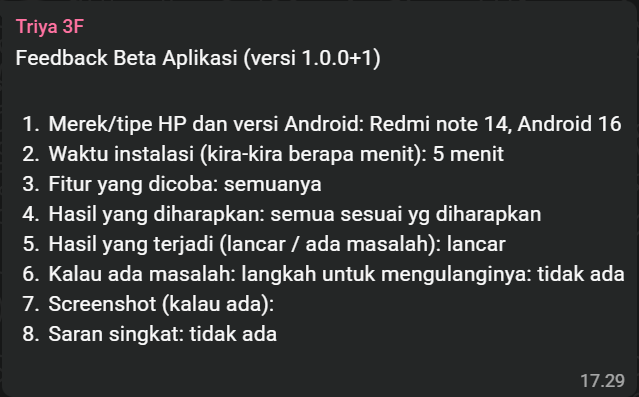 Triya 3F
Feedback Beta Aplikasi (versi 1.0.0+1)
1. Merek/tipe HP dan versi Android: Redmi note 14, Android 16
2. Waktu instalasi (kira-kira berapa menit): 5 menit
3. Fitur yang dicoba: semuanya
4. Hasil yang diharapkan: semua sesuai yg diharapkan
5. Hasil yang terjadi (lancar / ada masalah): lancar
6. Kalau ada masalah: langkah untuk mengulanginya: tidak ada
7. Screenshot (kalau ada):
8. Saran singkat: tidak ada
17.29